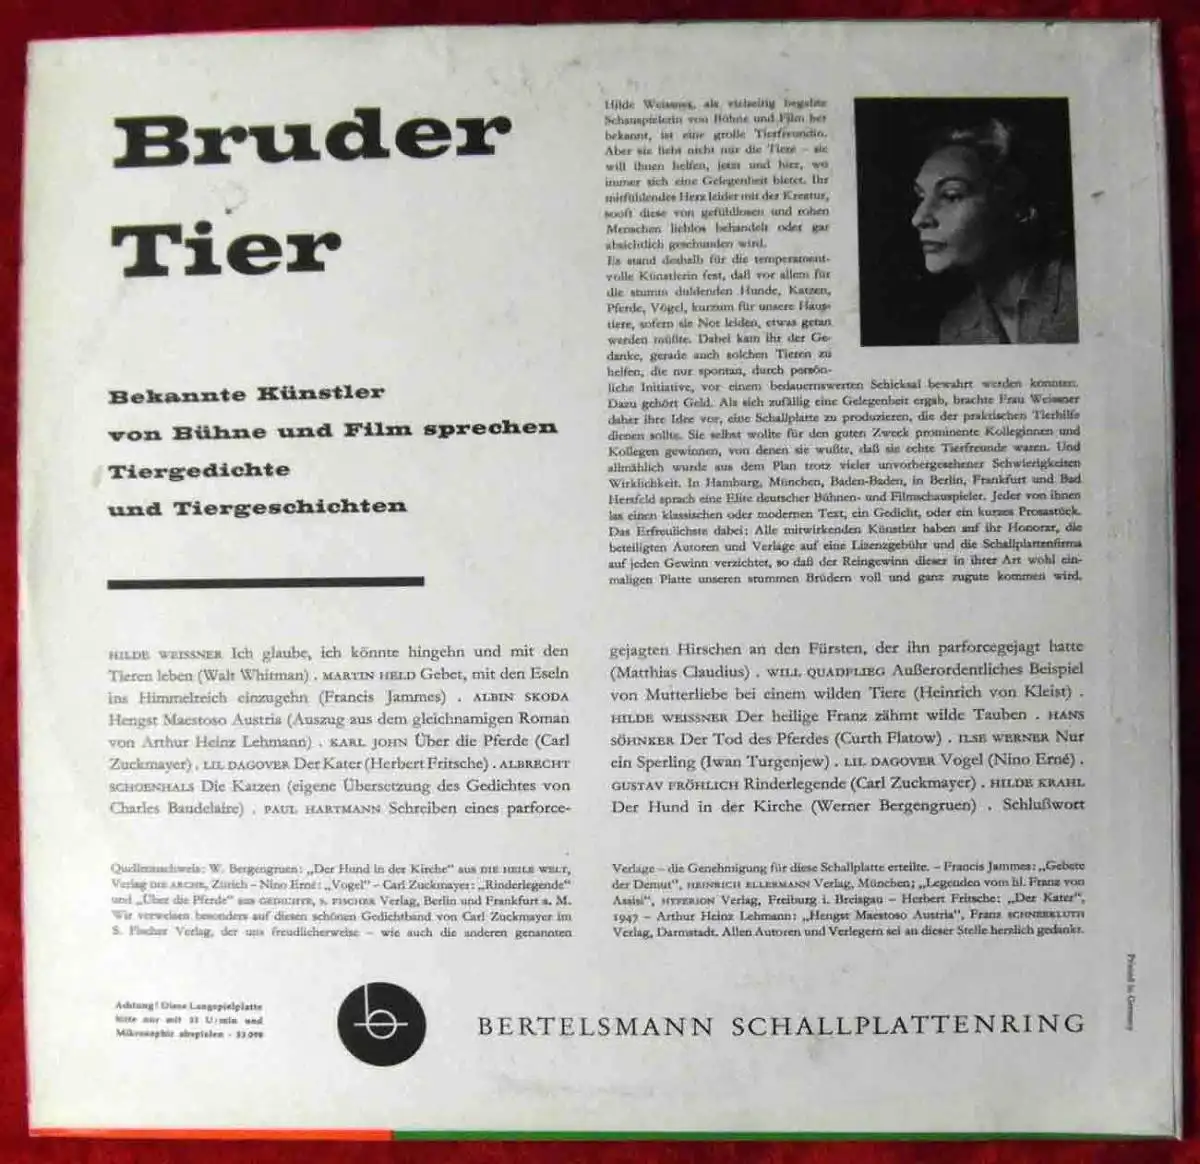 Bruder
Tier
Bekannte Künstler
von Bühne und Film sprechen
Tiergedichte
und Tiergeschichten
Hilde Weissner, als vielseitig begabte
Schauspielerin von Bühne und Film her
bekannt, ist eine große Tierfreundin.
Aber sie liebt nicht nur die Tiere – sie
will ihnen helfen, jetzt und hier, wo
immer sich eine Gelegenheit bietet. Ihr
mitfühlendes Herz leidet mit der Kreatur,
sooft diese von gefühllosen und rohen
Menschen lieblos behandelt oder gar
absichtlich geschunden wird.
Es stand deshalb für die temperament-
volle Künstlerin fest, daß vor allem für
die stumm duldenden Hunde, Katzen,
Pferde, Vögel, kurzum für unsere Haus-
tiere, sofern sie Not leiden, etwas getan
werden müßte. Dabei kam ihr der Ge-
danke, gerade auch solchen Tieren zu
helfen, die nur spontan, durch persön-
liche Initiative, vor einem bedauernswerten Schicksal bewahrt werden könnten.
Dazu gehört Geld. Als sich zufällig eine Gelegenheit ergab, brachte Frau Weissner
daher ihre Idee vor, eine Schallplatte zu produzieren, die der praktischen Tierhilfe
dienen sollte. Sie selbst wollte für den guten Zweck prominente Kolleginnen und
Kollegen gewinnen, von denen sie wußte, daß sie echte Tierfreunde waren. Und
allmählich wurde aus dem Plan trotz vieler unvorhergesehener Schwierigkeiten
Wirklichkeit. In Hamburg, München, Baden-Baden, in Berlin, Frankfurt und Bad
Hersfeld sprach eine Elite deutscher Bühnen- und Filmschauspieler. Jeder von ihnen
las einen klassischen oder modernen Text, ein Gedicht, oder ein kurzes Prosastück.
Das Erfreulichste dabei: Alle mitwirkenden Künstler haben auf ihr Honorar, die
beteiligten Autoren und Verlage auf eine Lizenzgebühr und die Schallplattenfirma
auf jeden Gewinn verzichtet, so daß der Reingewinn dieser in ihrer Art wohl ein-
maligen Platte unseren stummen Brüdern voll und ganz zugute kommen wird.
HILDE WEISSNER Ich glaube, ich könnte hingehn und mit den
Tieren leben (Walt Whitman) . MARTIN HELD Gebet, mit den Eseln
ins Himmelreich einzugehn (Francis Jammes) . ALBIN SKODA
Hengst Maestoso Austria (Auszug aus dem gleichnamigen Roman
von Arthur Heinz Lehmann) . KARL JOHN Über die Pferde (Carl
Zuckmayer) . LIL DAGOVER Der Kater (Herbert Fritsche) . ALBRECHT
SCHOENHALS Die Katzen (eigene Übersetzung des Gedichtes von
Charles Baudelaire) . PAUL HARTMANN Schreiben eines parforce-
gejagten Hirschen an den Fürsten, der ihn parforcegejagt hatte
(Matthias Claudius) . WILL QUADFLIEG Außerordentliches Beispiel
von Mutterliebe bei einem wilden Tiere (Heinrich von Kleist) .
HILDE WEISSNER Der heilige Franz zähmt wilde Tauben . HANS
SÖHNKER Der Tod des Pferdes (Curth Flatow) . ILSE WERNER Nur
ein Sperling (Iwan Turgenjew) . LIL DAGOVER Vogel (Nino Erné) .
GUSTAV FRÖHLICH Rinderlegende (Carl Zuckmayer) . HILDE KRAHL
Der Hund in der Kirche (Werner Bergengruen) . Schlußwort
Quellennachweis: W. Bergengruen: „Der Hund in der Kirche“ aus DIE HEILE WELT,
Verlag DIE ARCHE, Zürich – Nino Erné: „Vogel“ – Carl Zuckmayer: „Rinderlegende“
und „Über die Pferde“ aus GEDICHTE, S. FISCHER Verlag, Berlin und Frankfurt a. M.
Wir verweisen besonders auf diesen schönen Gedichtband von Carl Zuckmayer im
S. Fischer Verlag, der uns freundlicherweise – wie auch die anderen genannten
Verlage – die Genehmigung für diese Schallplatte erteilte. – Francis Jammes: „Gebete
der Demut“, HEINRICH ELLERMANN Verlag, München; „Legenden vom hl. Franz von
Assisi“, HYPERION Verlag, Freiburg i. Breisgau – Herbert Fritsche: „Der Kater“,
1947 – Arthur Heinz Lehmann: „Hengst Maestoso Austria“, Franz SCHNEEKLUTH
Verlag, Darmstadt. Allen Autoren und Verlegern sei an dieser Stelle herzlich gedankt.
Achtung! Diese Langspielplatte
bitte nur mit 33 U/min und
Mikrosaphir abspielen · 33 098
b
BERTELSMANN SCHALLPLATTENRING
Printed in Germany